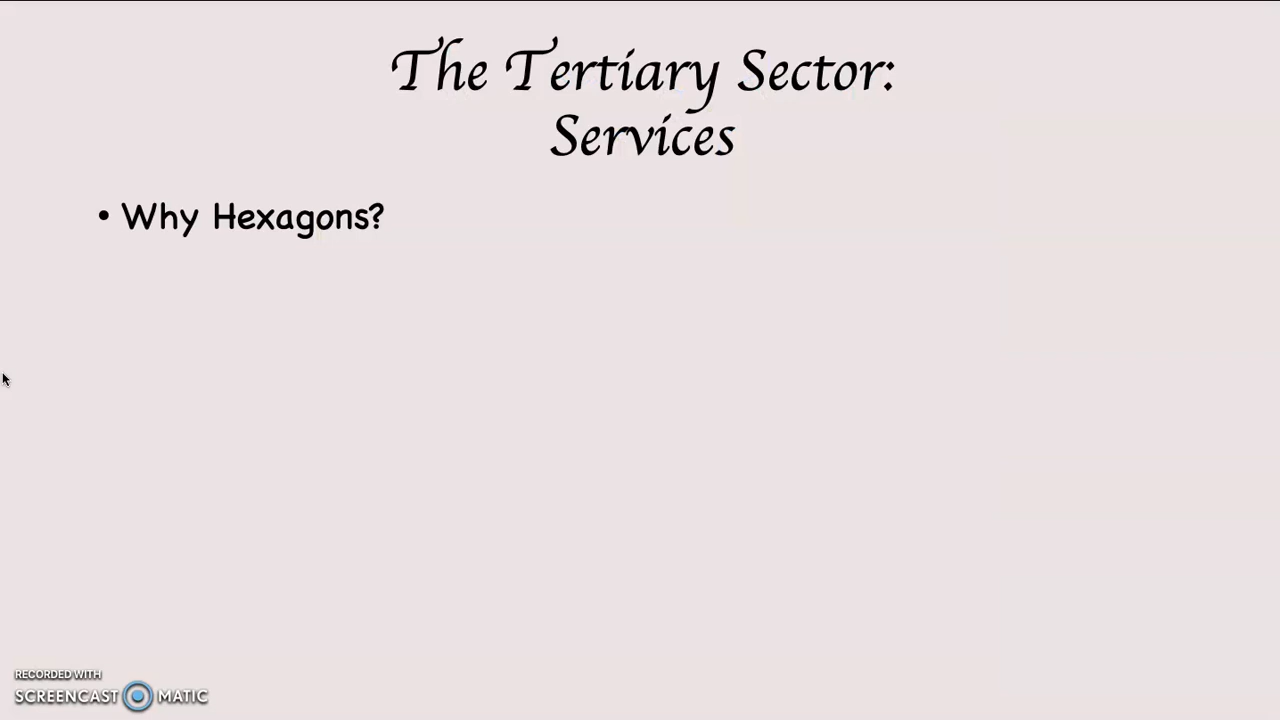 The Tertiary Sector:
Services
• Why Hexagons?
RECORDED WITH
SCREENCAST MATIC